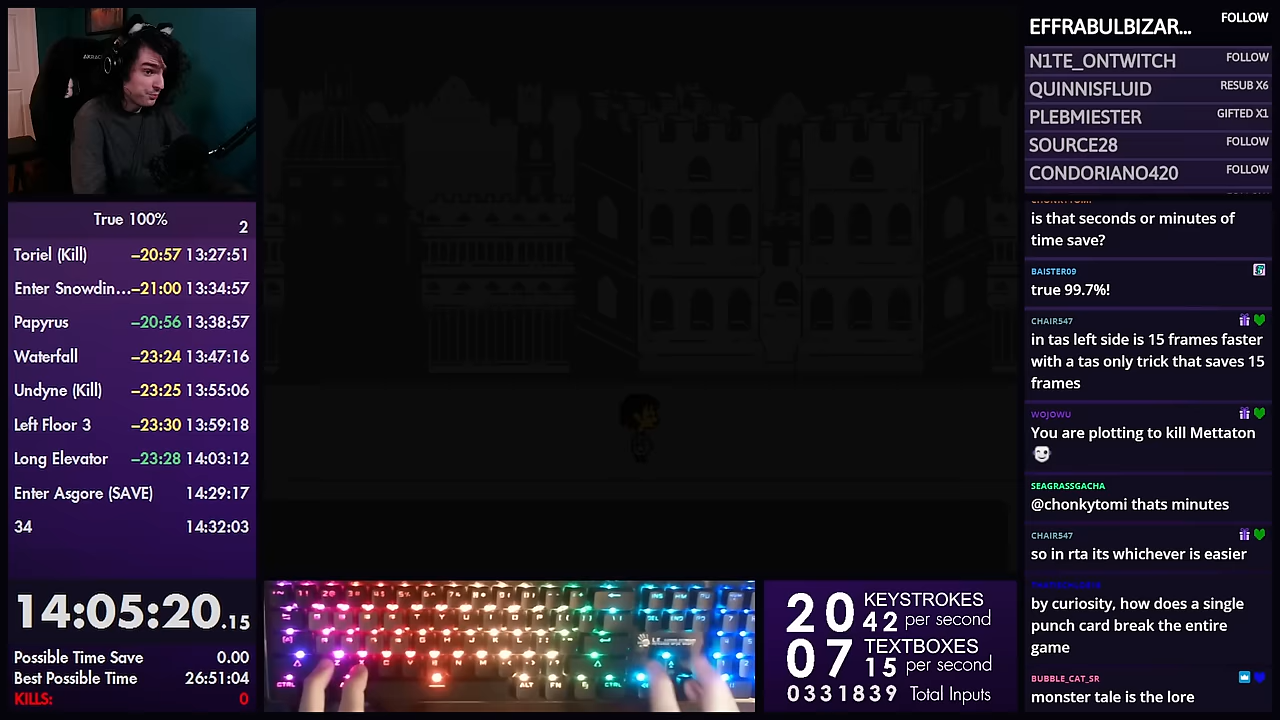 True 100%
2
Toriel (Kill) −20:57 13:27:51
Enter Snowdin... −21:00 13:34:57
Papyrus −20:56 13:38:57
Waterfall −23:24 13:47:16
Undyne (Kill) −23:25 13:55:06
Left Floor 3 −23:30 13:59:18
Long Elevator −23:28 14:03:12
Enter Asgore (SAVE) 14:29:17
34 14:32:03
14:05:20.15
Possible Time Save 0.00
Best Possible Time 26:51:04
KILLS: 0
20 KEYSTROKES
42 per second
07 TEXTBOXES
15 per second
0331839 Total Inputs
EFFRABULBIZAR... FOLLOW
N1TE_ONTWITCH FOLLOW
QUINNISFLUID RESUB X6
PLEBMIESTER GIFTED X1
SOURCE28 FOLLOW
CONDORIANO420 FOLLOW
is that seconds or minutes of
time save?
BAISTER09
true 99.7%!
CHAIR547
in tas left side is 15 frames faster
with a tas only trick that saves 15
frames
WOJOWU
You are plotting to kill Mettaton
SEAGRASSGACHA
@chonkytomi thats minutes
CHAIR547
so in rta its whichever is easier
by curiosity, how does a single
punch card break the entire
game
BUBBLE_CAT_SR
monster tale is the lore